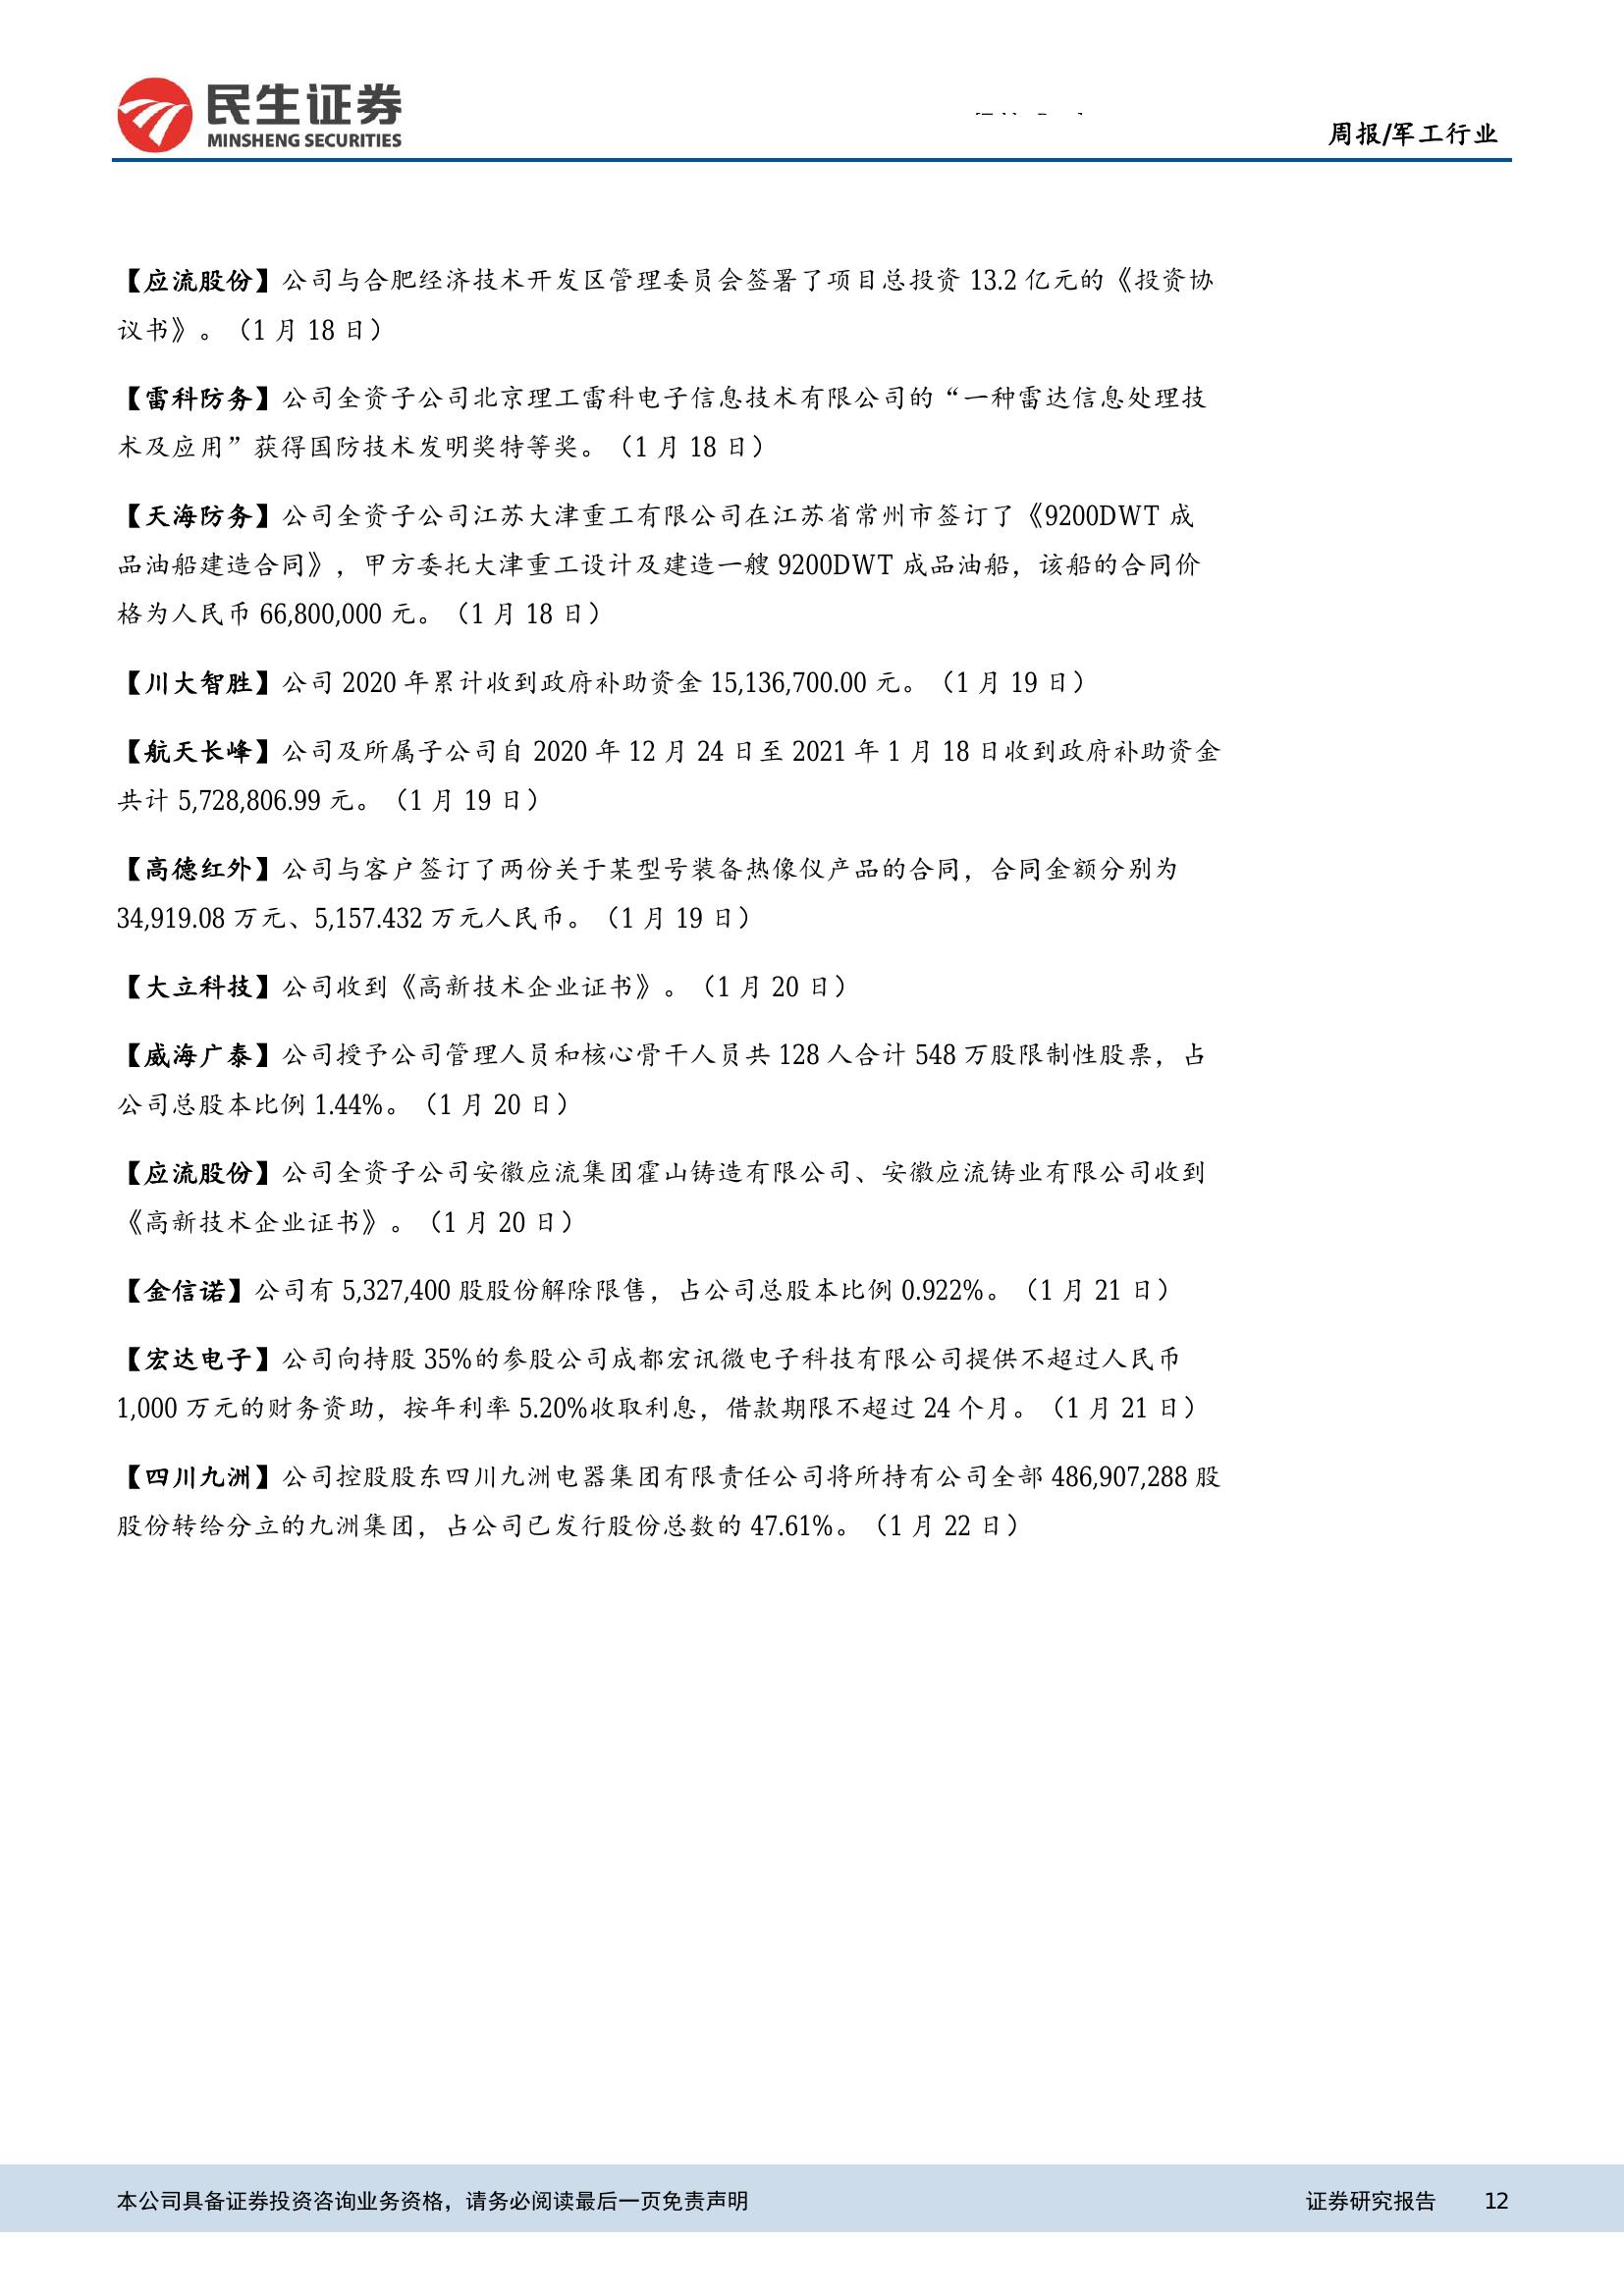 民生证券
MINSHENG SECURITIES
周报/军工行业
【应流股份】公司与合肥经济技术开发区管理委员会签署了项目总投资 13.2 亿元的《投资协
议书》。（1 月 18 日）
【雷科防务】公司全资子公司北京理工雷科电子信息技术有限公司的“一种雷达信息处理技
术及应用”获得国防技术发明奖特等奖。（1 月 18 日）
【天海防务】公司全资子公司江苏大津重工有限公司在江苏省常州市签订了《9200DWT 成
品油船建造合同》，甲方委托大津重工设计及建造一艘 9200DWT 成品油船，该船的合同价
格为人民币 66,800,000 元。（1 月 18 日）
【川大智胜】公司 2020 年累计收到政府补助资金 15,136,700.00 元。（1 月 19 日）
【航天长峰】公司及所属子公司自 2020 年 12 月 24 日至 2021 年 1 月 18 日收到政府补助资金
共计 5,728,806.99 元。（1 月 19 日）
【高德红外】公司与客户签订了两份关于某型号装备热像仪产品的合同，合同金额分别为
34,919.08 万元、5,157.432 万元人民币。（1 月 19 日）
【大立科技】公司收到《高新技术企业证书》。（1 月 20 日）
【威海广泰】公司授予公司管理人员和核心骨干人员共 128 人合计 548 万股限制性股票，占
公司总股本比例 1.44%。（1 月 20 日）
【应流股份】公司全资子公司安徽应流集团霍山铸造有限公司、安徽应流铸业有限公司收到
《高新技术企业证书》。（1 月 20 日）
【金信诺】公司有 5,327,400 股股份解除限售，占公司总股本比例 0.922%。（1 月 21 日）
【宏达电子】公司向持股 35%的参股公司成都宏讯微电子科技有限公司提供不超过人民币
1,000 万元的财务资助，按年利率 5.20%收取利息，借款期限不超过 24 个月。（1 月 21 日）
【四川九洲】公司控股股东四川九洲电器集团有限责任公司将所持有公司全部 486,907,288 股
股份转给分立的九洲集团，占公司已发行股份总数的 47.61%。（1 月 22 日）
本公司具备证券投资咨询业务资格，请务必阅读最后一页免责声明
证券研究报告 12